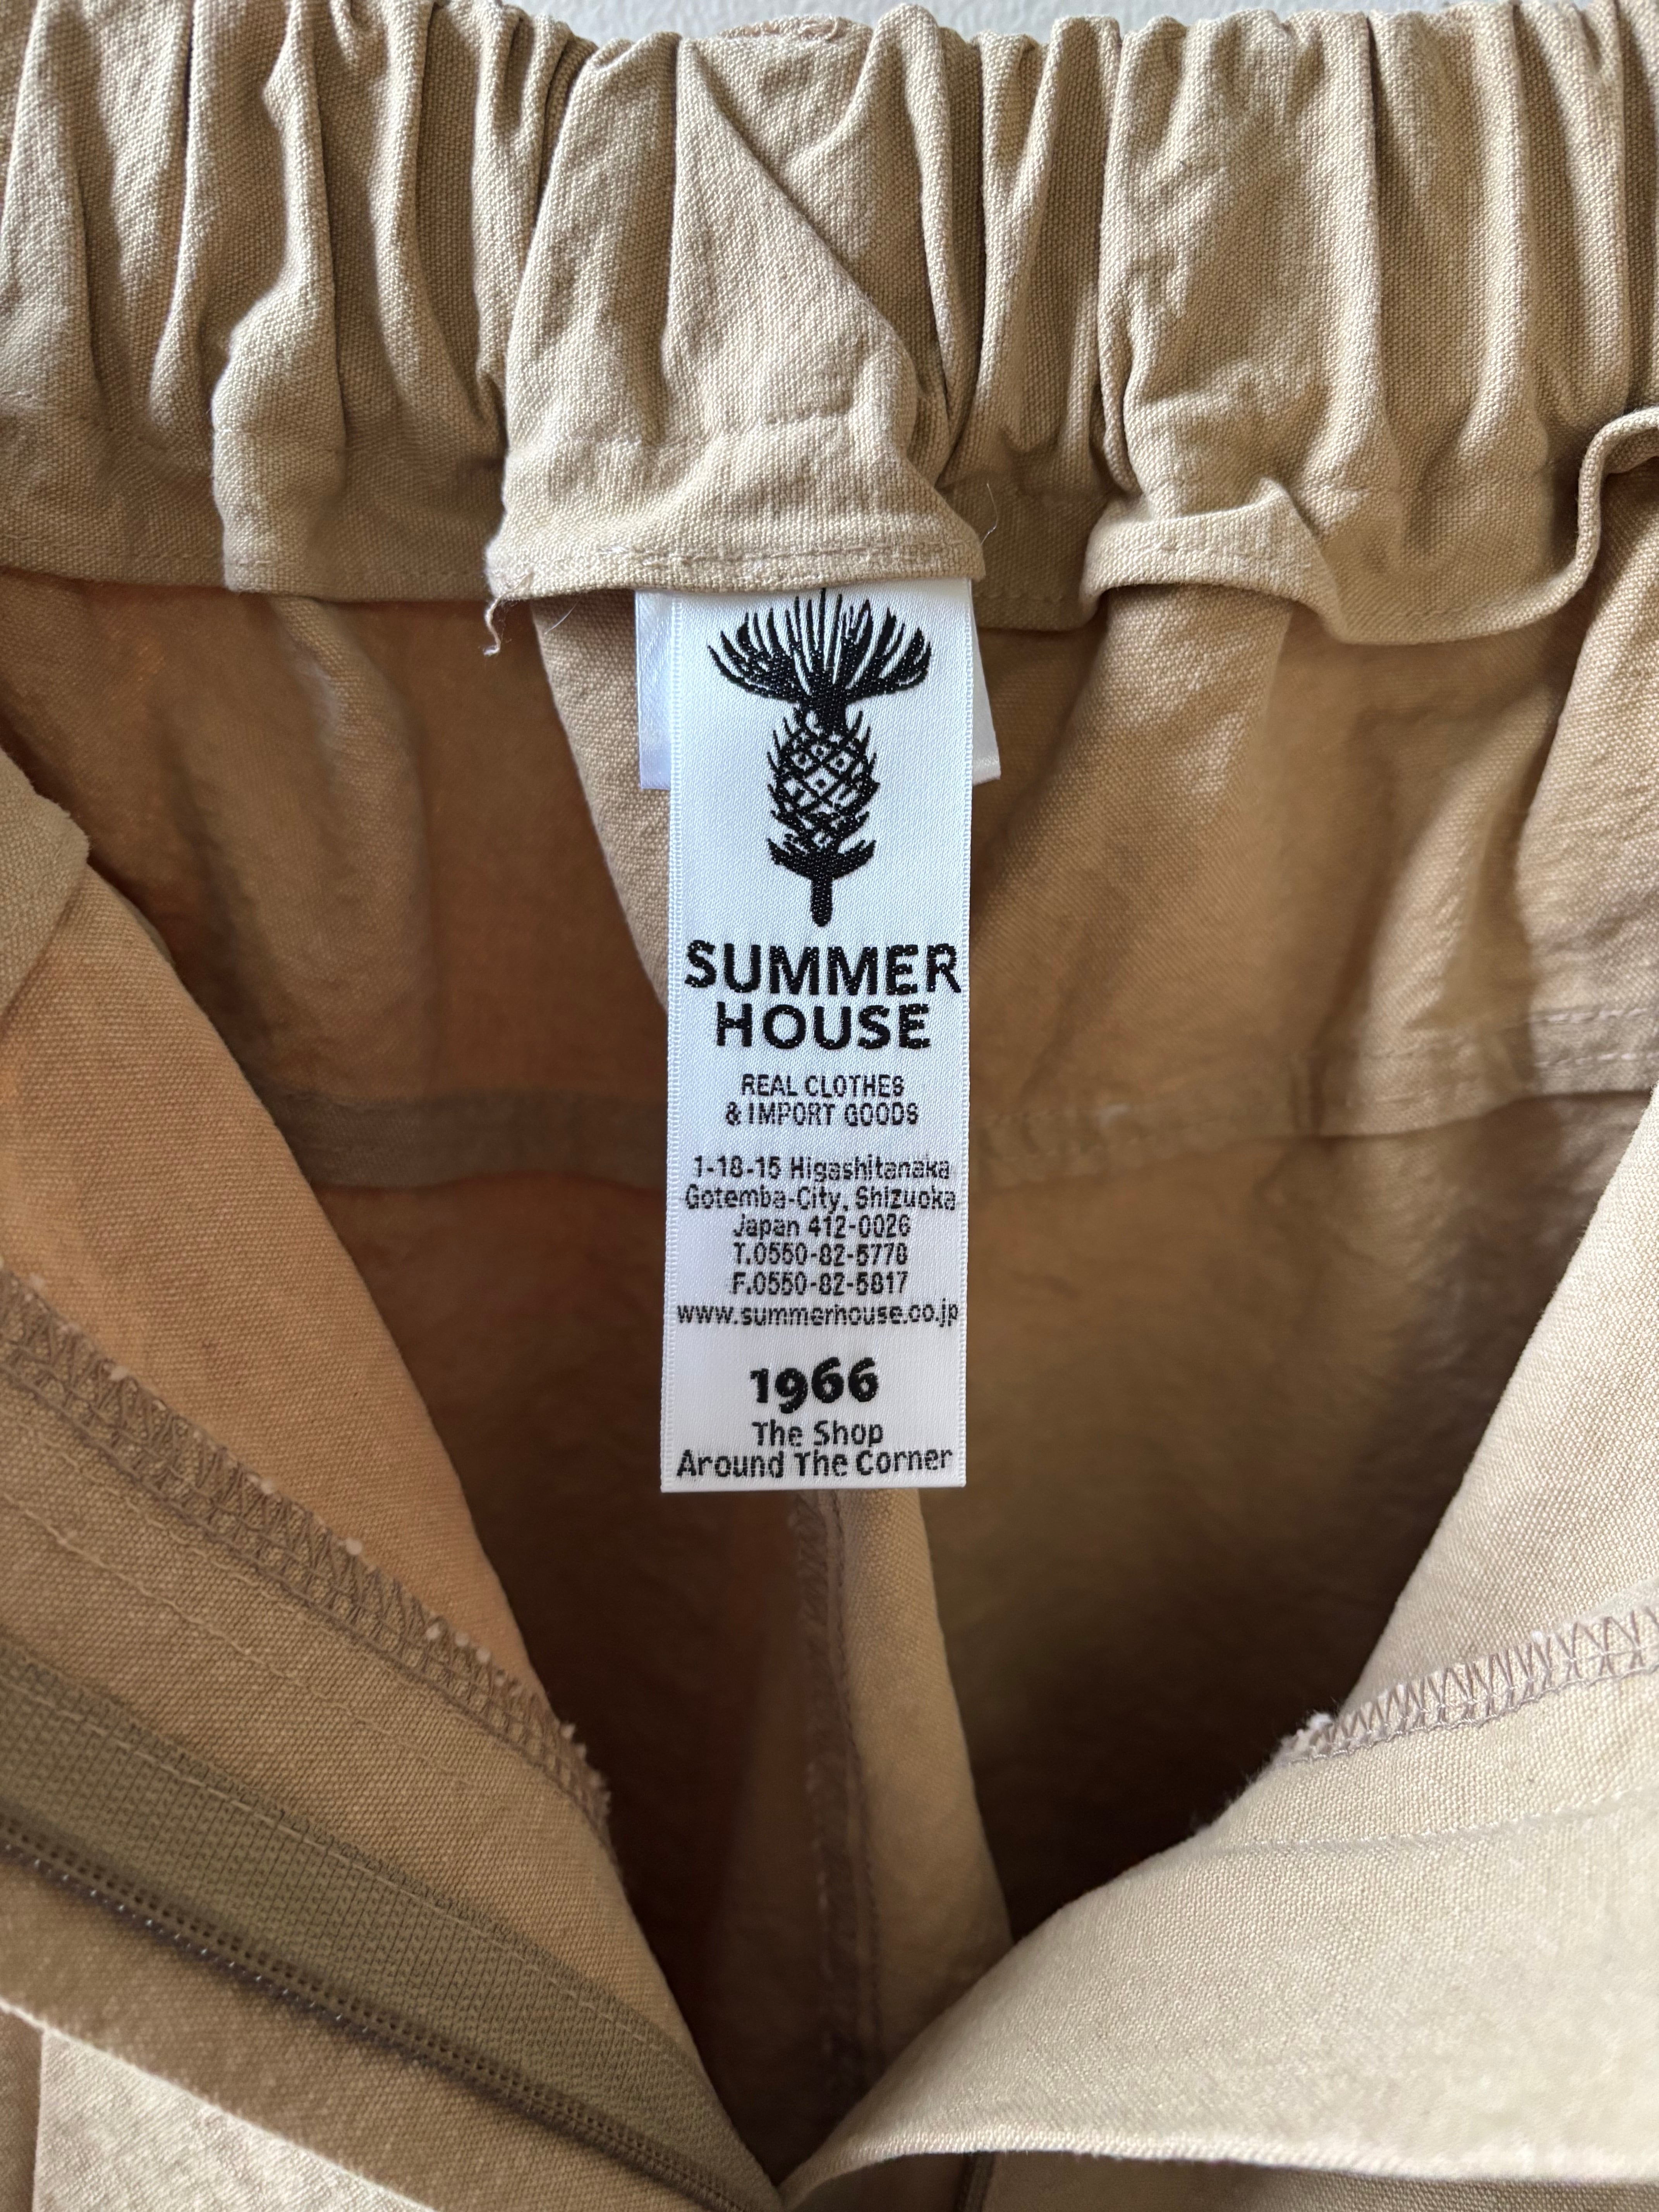 SUMMER
HOUSE
REAL CLOTHES
& IMPORT GOODS
1-18-15 Higashitanaka
Gotemba-City, Shizuoka
Japan 412-0026
T.0550-82-5778
F.0550-82-5817
www.summerhouse.co.jp
1966
The Shop
Around The Corner